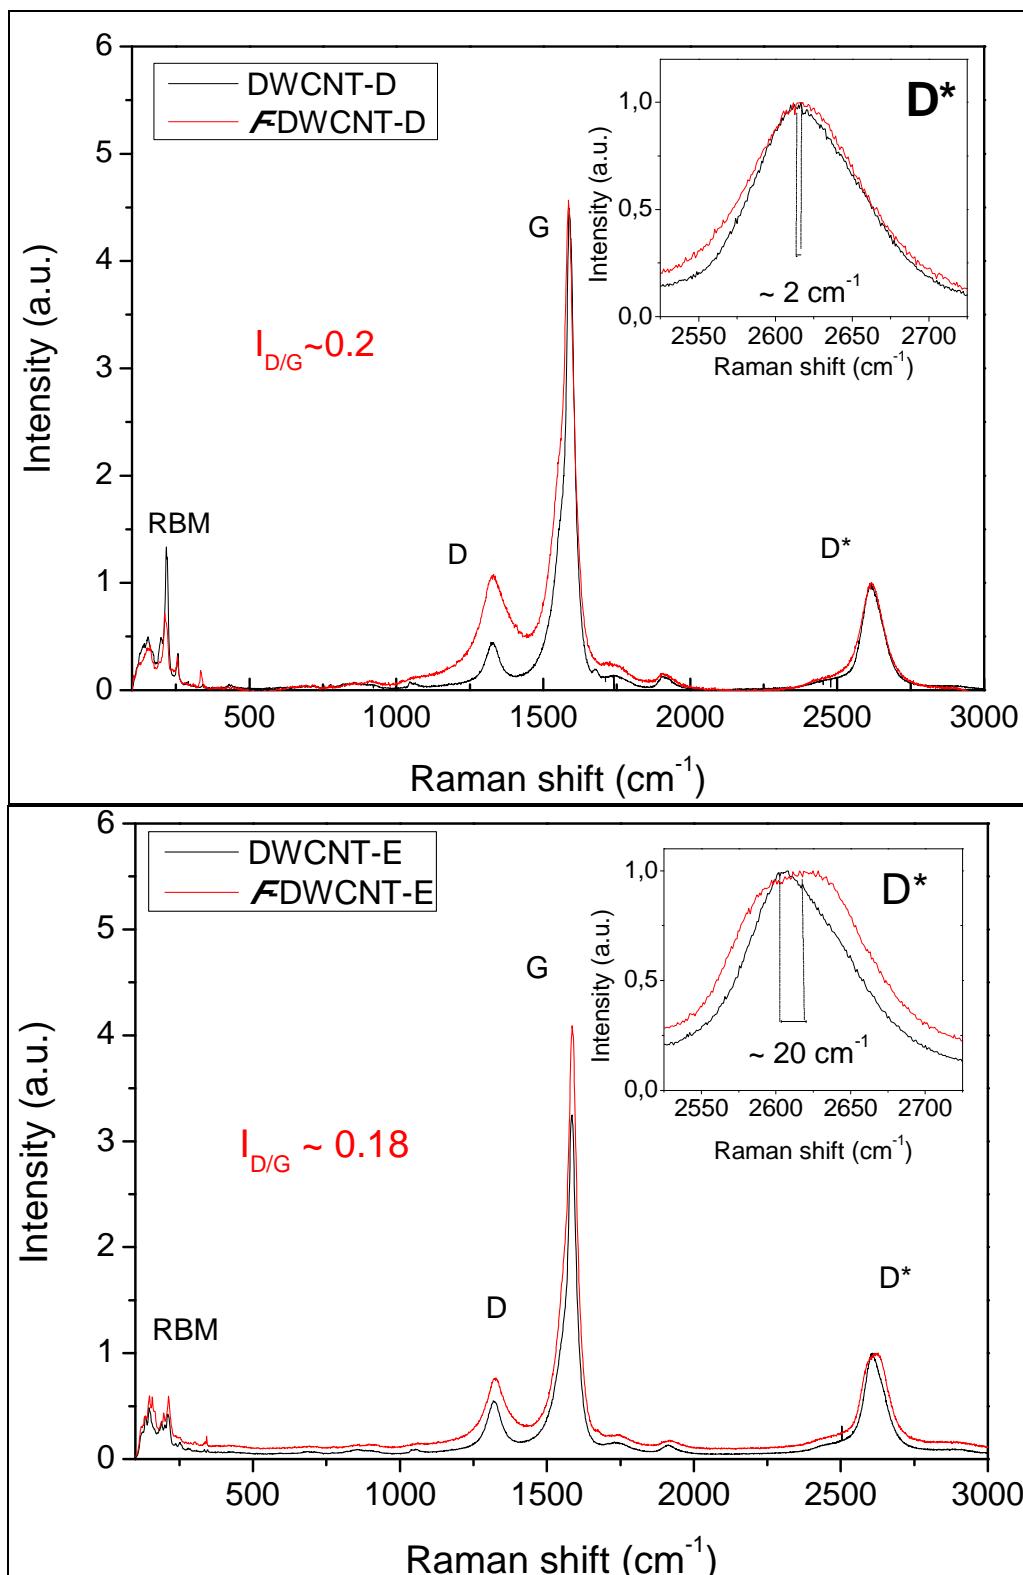 6
5
4
3
2
1
0
Intensity (a.u.)
DWCNT-D
F-DWCNT-D
I D/G ~0.2
RBM
D
G
D*
500 1000 1500 2000 2500 3000
Raman shift (cm-1)
D*
1,0
0,5
0,0
Intensity (a.u.)
~ 2 cm-1
2550 2600 2650 2700
Raman shift (cm-1)
6
5
4
3
2
1
0
Intensity (a.u.)
DWCNT-E
F-DWCNT-E
I D/G ~ 0.18
RBM
D
G
D*
500 1000 1500 2000 2500 3000
Raman shift (cm-1)
D*
1,0
0,5
0,0
Intensity (a.u.)
~ 20 cm-1
2550 2600 2650 2700
Raman shift (cm-1)